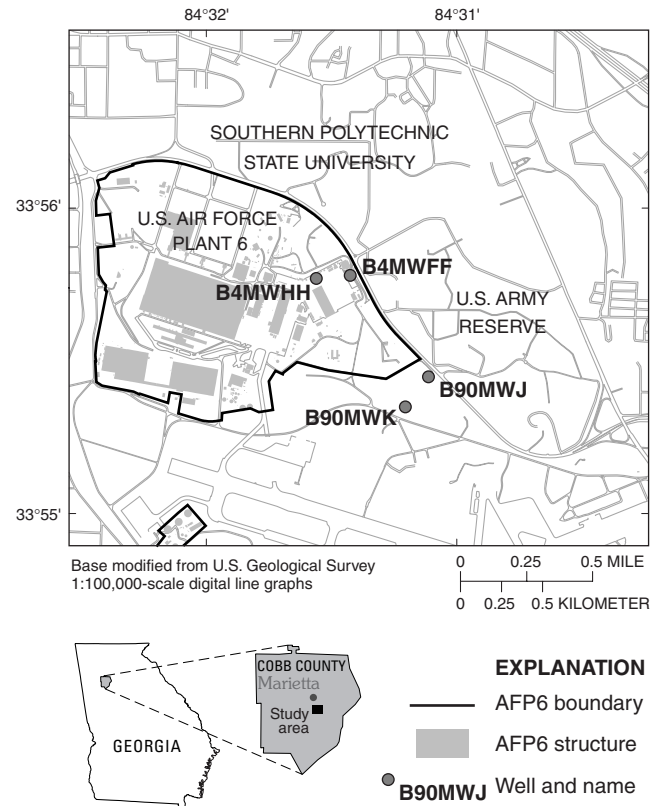 84°32' 84°31'
SOUTHERN POLYTECHNIC
STATE UNIVERSITY
33°56'
U.S. AIR FORCE
PLANT 6
B4MWFF
B4MWHH
U.S. ARMY
RESERVE
B90MWJ
B90MWK
33°55'
Base modified from U.S. Geological Survey
1:100,000-scale digital line graphs
0 0.25 0.5 MILE
0 0.25 0.5 KILOMETER
COBB COUNTY
Marietta
Study
area
GEORGIA
EXPLANATION
AFP6 boundary
AFP6 structure
B90MWJ Well and name